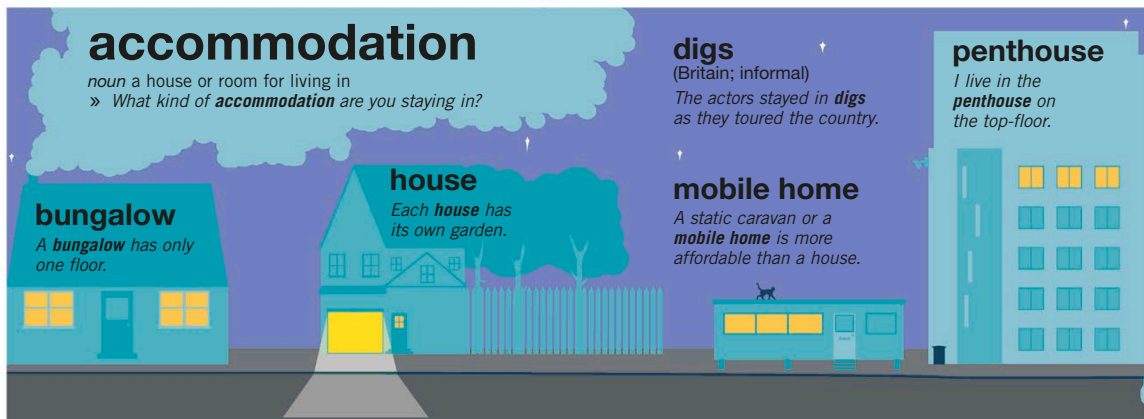 accommodation
noun a house or room for living in
» What kind of accommodation are you staying in?
bungalow
A bungalow has only
one floor.
house
Each house has
its own garden.
digs
(Britain; informal)
The actors stayed in digs
as they toured the country.
mobile home
A static caravan or a
mobile home is more
affordable than a house.
penthouse
I live in the
penthouse on
the top-floor.